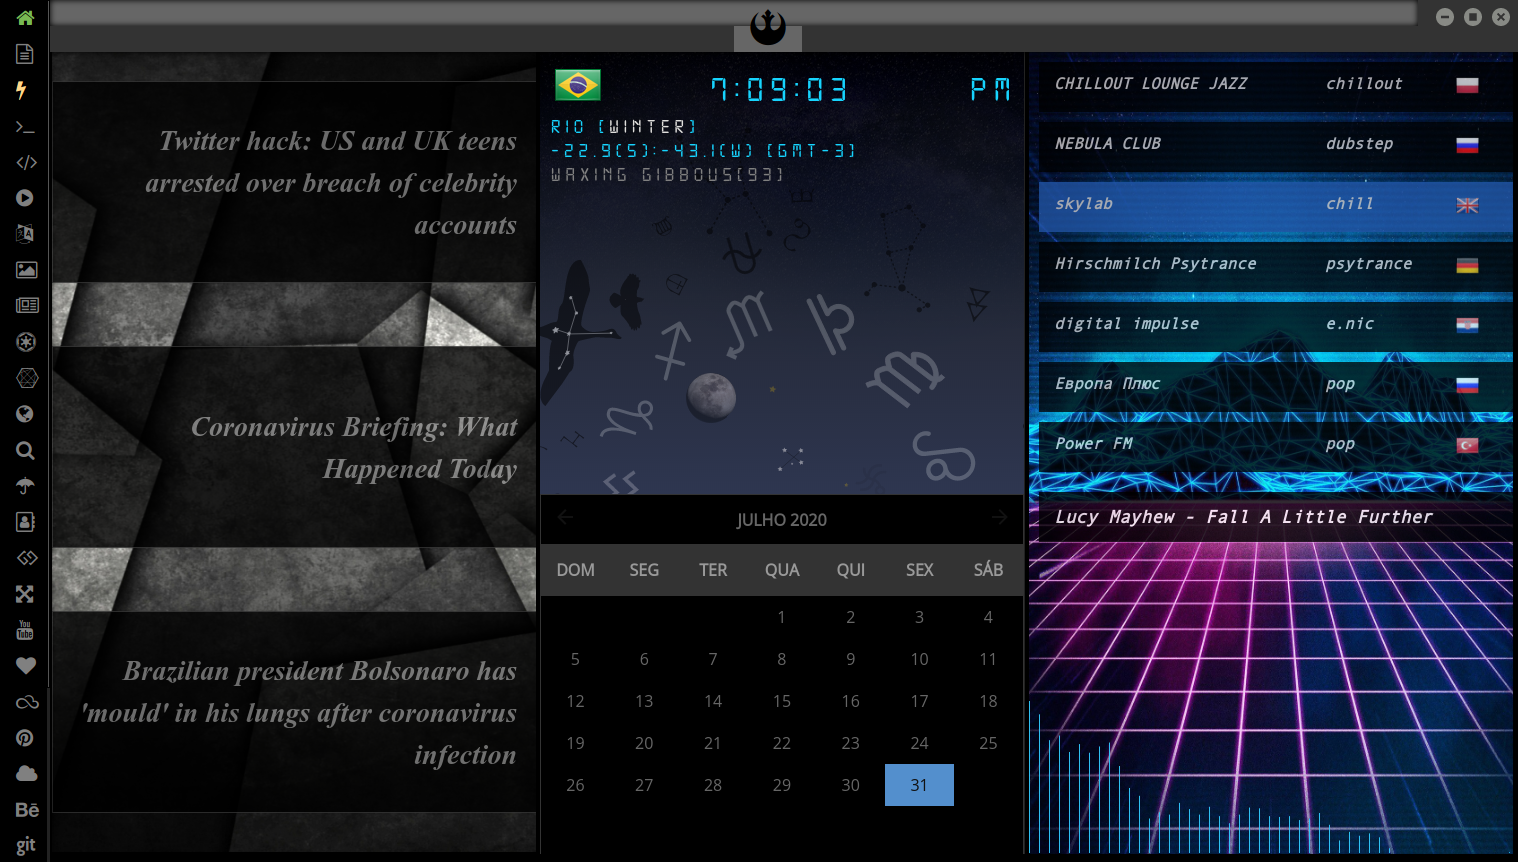 Twitter hack: US and UK teens
arrested over breach of celebrity
accounts
Coronavirus Briefing: What
Happened Today
Brazilian president Bolsonaro has
'mould' in his lungs after coronavirus
infection
7:09:03 PM
RIO [WINTER]
-22.9(S):-43.1(W) [GMT-3]
WAXING GIBBOUS[93]
JULHO 2020
DOM SEG TER QUA QUI SEX SÁB
1 2 3 4
5 6 7 8 9 10 11
12 13 14 15 16 17 18
19 20 21 22 23 24 25
26 27 28 29 30 31
CHILLOUT LOUNGE JAZZ chillout
NEBULA CLUB dubstep
skylab chill
Hirschmilch Psytrance psytrance
digital impulse e.nic
Европа Плюс pop
Power FM pop
Lucy Mayhew - Fall A Little Further
You
Tube
Bē
git